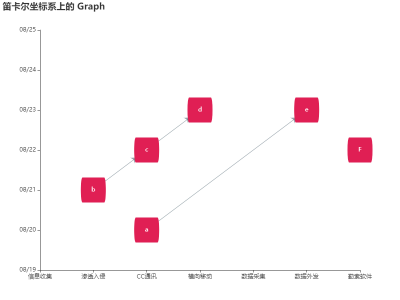 笛卡尔坐标系上的 Graph
08/25
08/24
08/23
08/22
08/21
08/20
08/19
d
e
c
F
b
a
信息收集
渗透入侵
CC通讯
横向移动
数据采集
数据外发
勒索软件